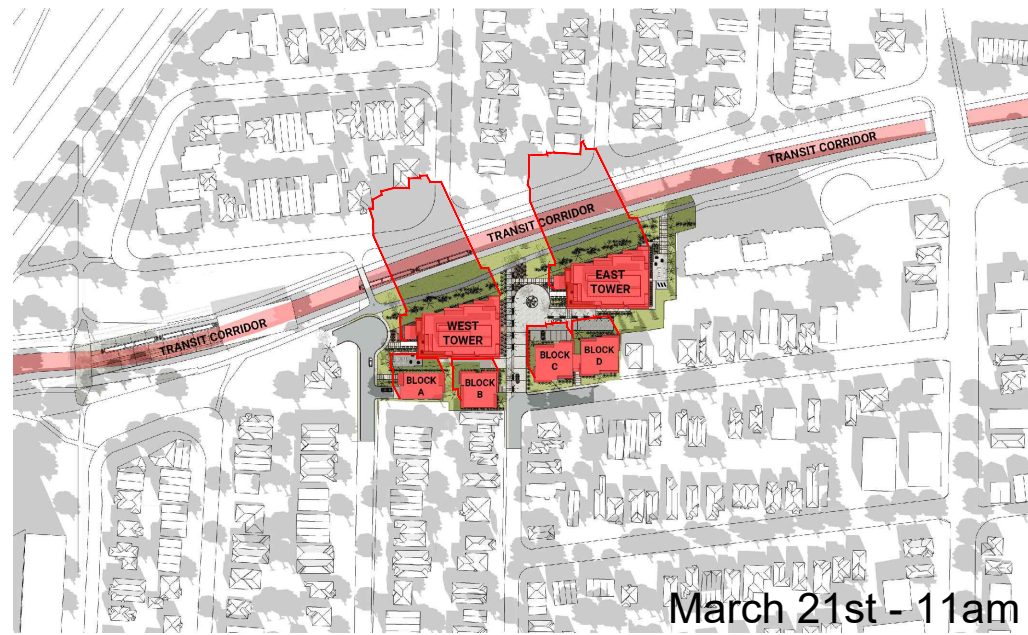 TRANSIT CORRIDOR
TRANSIT CORRIDOR
EAST
TOWER
WEST
TOWER
TRANSIT CORRIDOR
BLOCK
C
BLOCK
D
BLOCK
A
BLOCK
B
March 21st - 11am